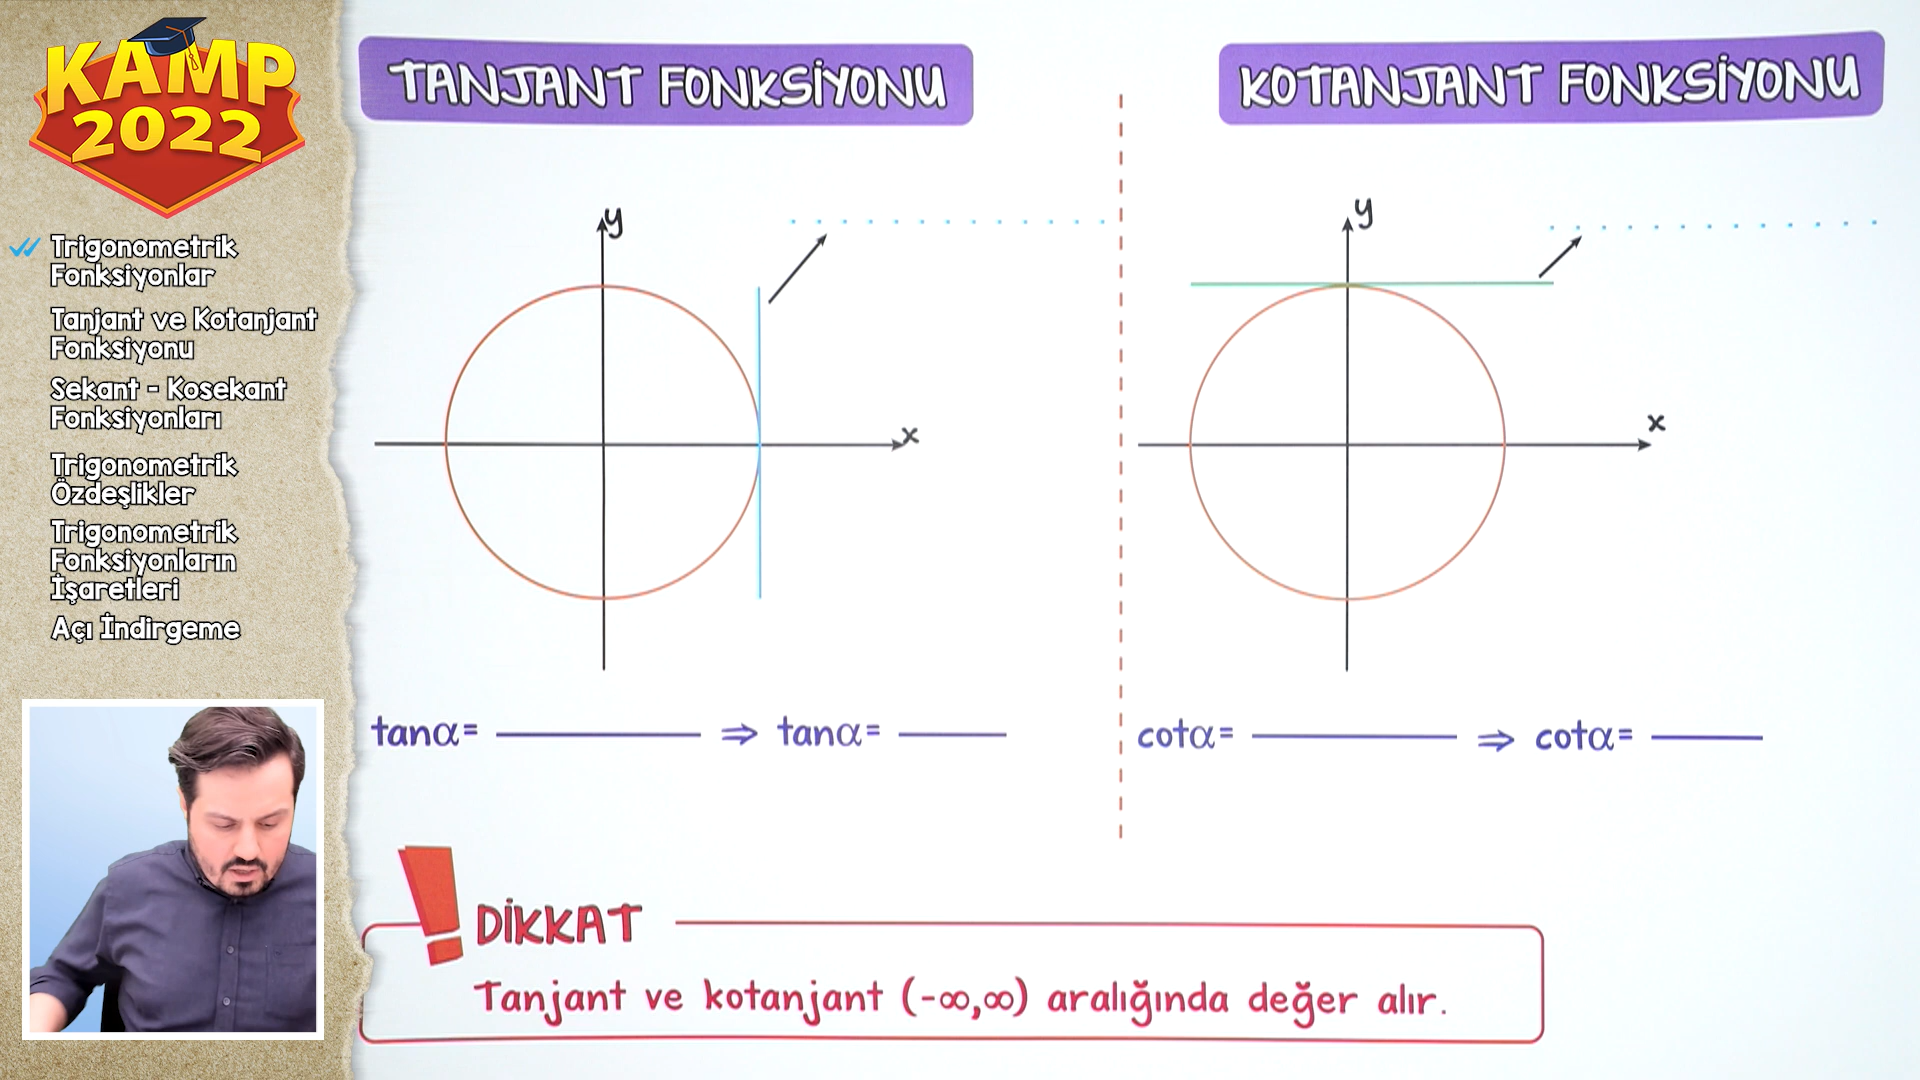 KAMP
2022
Trigonometrik
Fonksiyonlar
Tanjant ve Kotanjant
Fonksiyonu
Sekant - Kosekant
Fonksiyonları
Trigonometrik
Özdeşlikler
Trigonometrik
Fonksiyonların
İşaretleri
Açı İndirgeme
TANJANT FONKSİYONU
y
x
tanα= ⇒ tanα=
KOTANJANT FONKSİYONU
y
x
cotα= ⇒ cotα=
DİKKAT
Tanjant ve kotanjant (-∞,∞) aralığında değer alır.